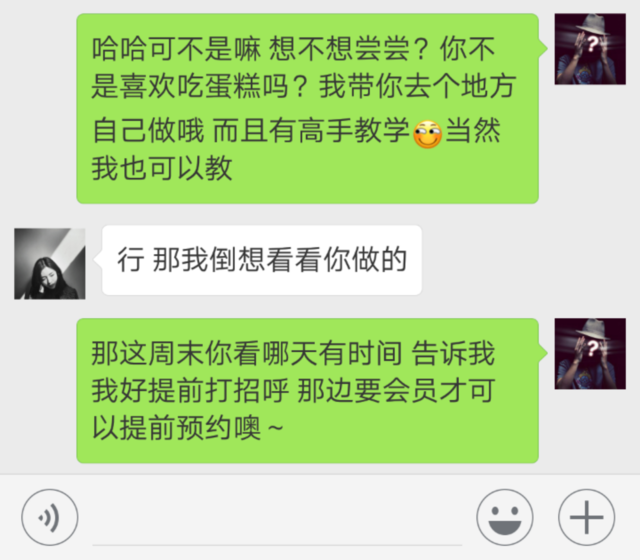 哈哈可不是嘛 想不想尝尝？你不
是喜欢吃蛋糕吗？我带你去个地方
自己做哦 而且有高手教学当然
我也可以教
行 那我倒想看看你做的
那这周末你看哪天有时间 告诉我
我好提前打招呼 那边要会员才可
以提前预约噢～